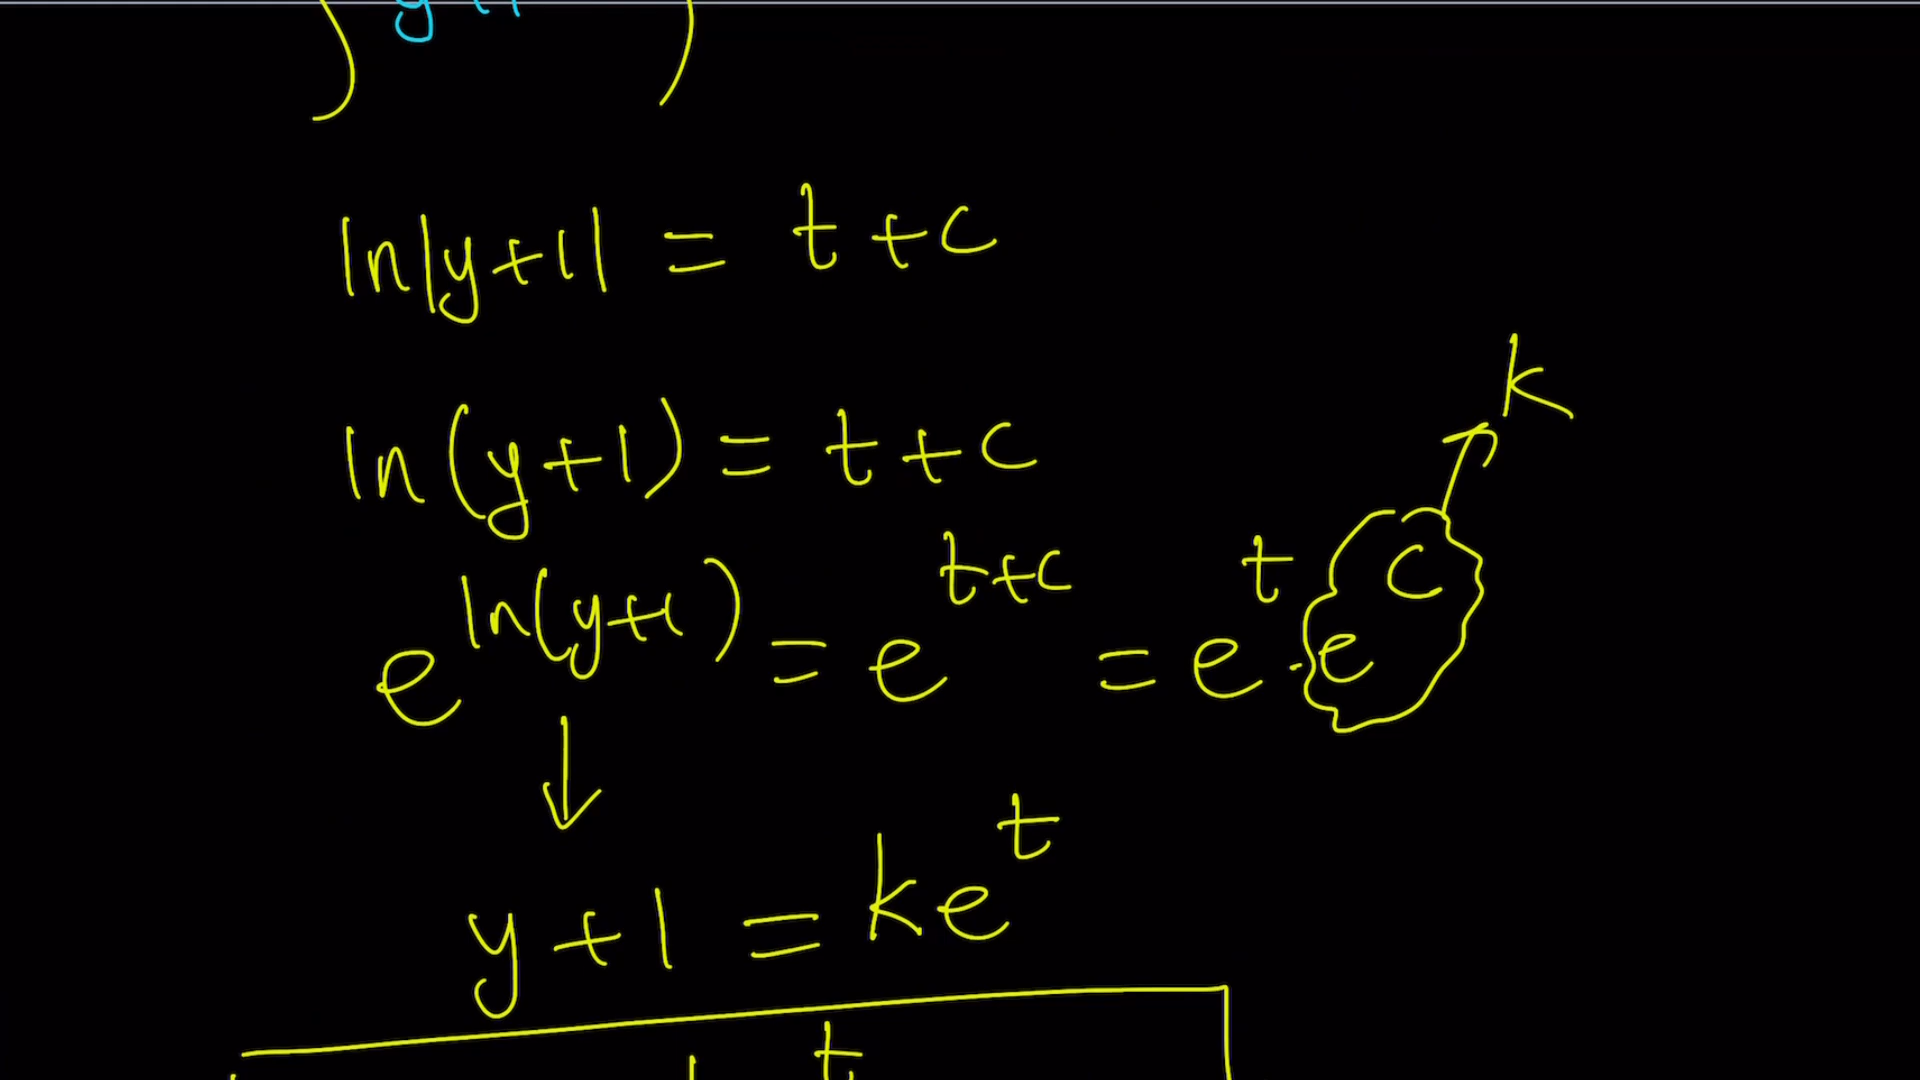 ln|y+1| = t+c
k
ln(y+1) = t+c
e^{ln(y+1)} = e^{t+c} = e^t · e^c
y+1 = ke^t